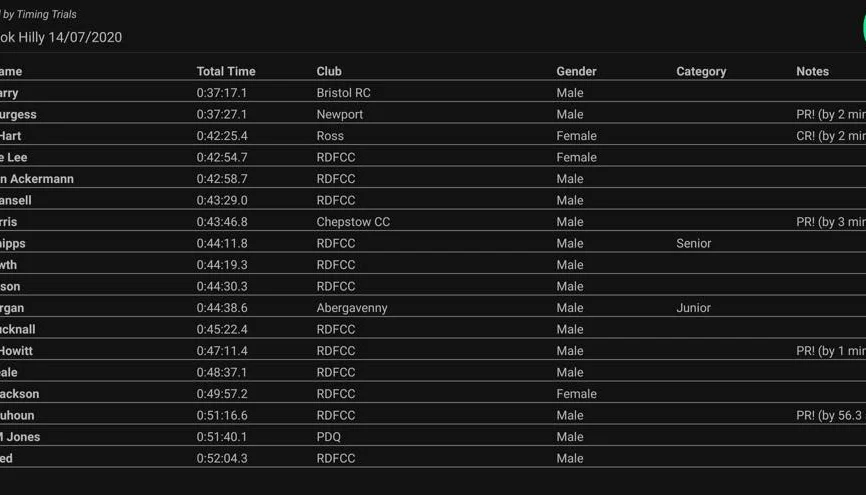 by Timing Trials
ok Hilly 14/07/2020
ame Total Time Club Gender Category Notes
arry 0:37:17.1 Bristol RC Male
urgess 0:37:27.1 Newport Male PR! (by 2 min
Hart 0:42:25.4 Ross Female CR! (by 2 min
e Lee 0:42:54.7 RDFCC Female
n Ackermann 0:42:58.7 RDFCC Male
ansell 0:43:29.0 RDFCC Male
rris 0:43:46.8 Chepstow CC Male PR! (by 3 min
hipps 0:44:11.8 RDFCC Male Senior
wth 0:44:19.3 RDFCC Male
son 0:44:30.3 RDFCC Male
rgan 0:44:38.6 Abergavenny Male Junior
ucknall 0:45:22.4 RDFCC Male
Howitt 0:47:11.4 RDFCC Male PR! (by 1 min
eale 0:48:37.1 RDFCC Male
ackson 0:49:57.2 RDFCC Female
uhoun 0:51:16.6 RDFCC Male PR! (by 56.3
M Jones 0:51:40.1 PDQ Male
ed 0:52:04.3 RDFCC Male